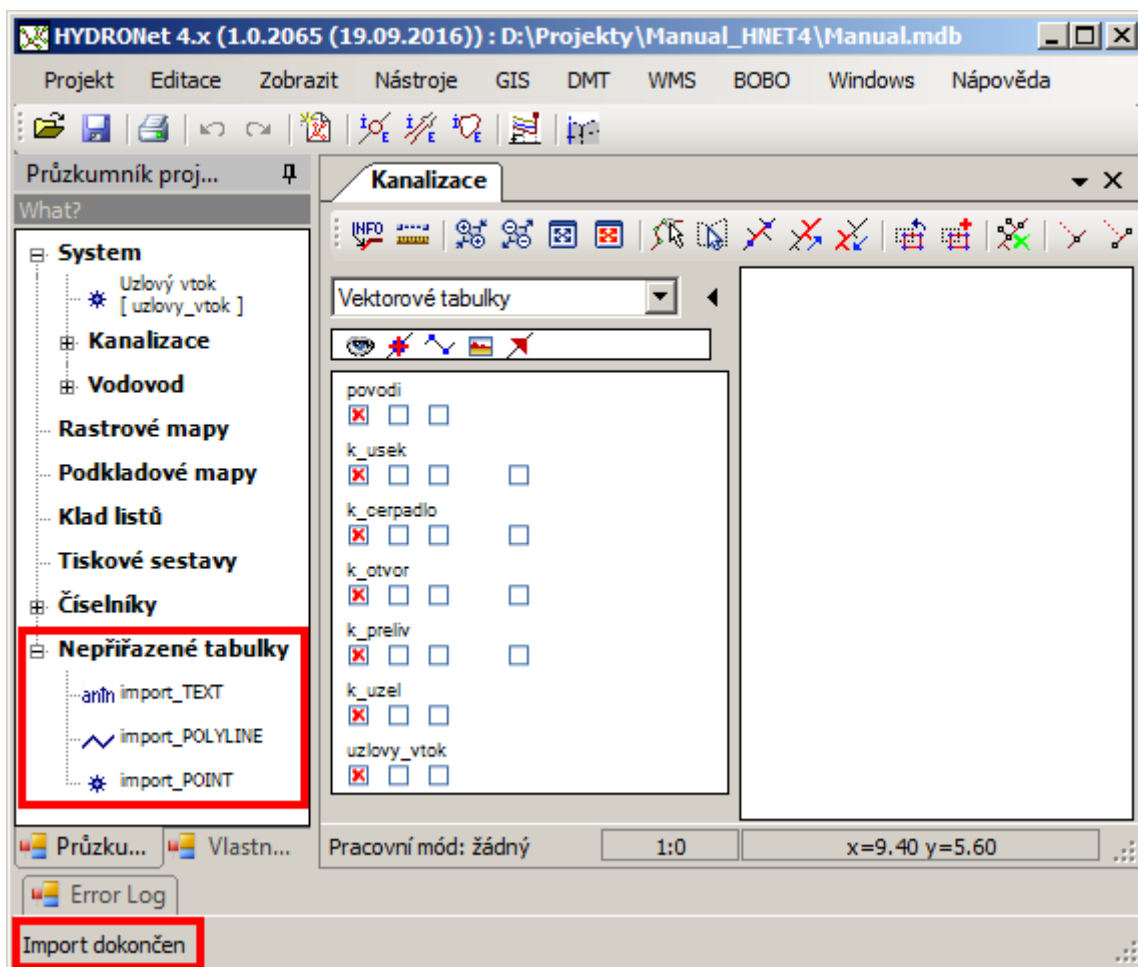 HYDRONet 4.x (1.0.2065 (19.09.2016)) : D:\Projekty\Manual_HNET4\Manual.mdb
Projekt Editace Zobrazit Nástroje GIS DMT WMS BOBO Windows Nápověda
Průzkumník proj...
What?
System
Uzlový vtok
[ uzlovy_vtok ]
Kanalizace
Vodovod
Rastrové mapy
Podkladové mapy
Klad listů
Tiskové sestavy
Číselníky
Nepřiřazené tabulky
import_TEXT
import_POLYLINE
import_POINT
Průzku... Vlastn...
Kanalizace
INFO
Vektorové tabulky
povodi
k_usek
k_cerpadlo
k_otvor
k_preliv
k_uzel
uzlovy_vtok
Pracovní mód: žádný 1:0 x=9.40 y=5.60
Error Log
Import dokončen